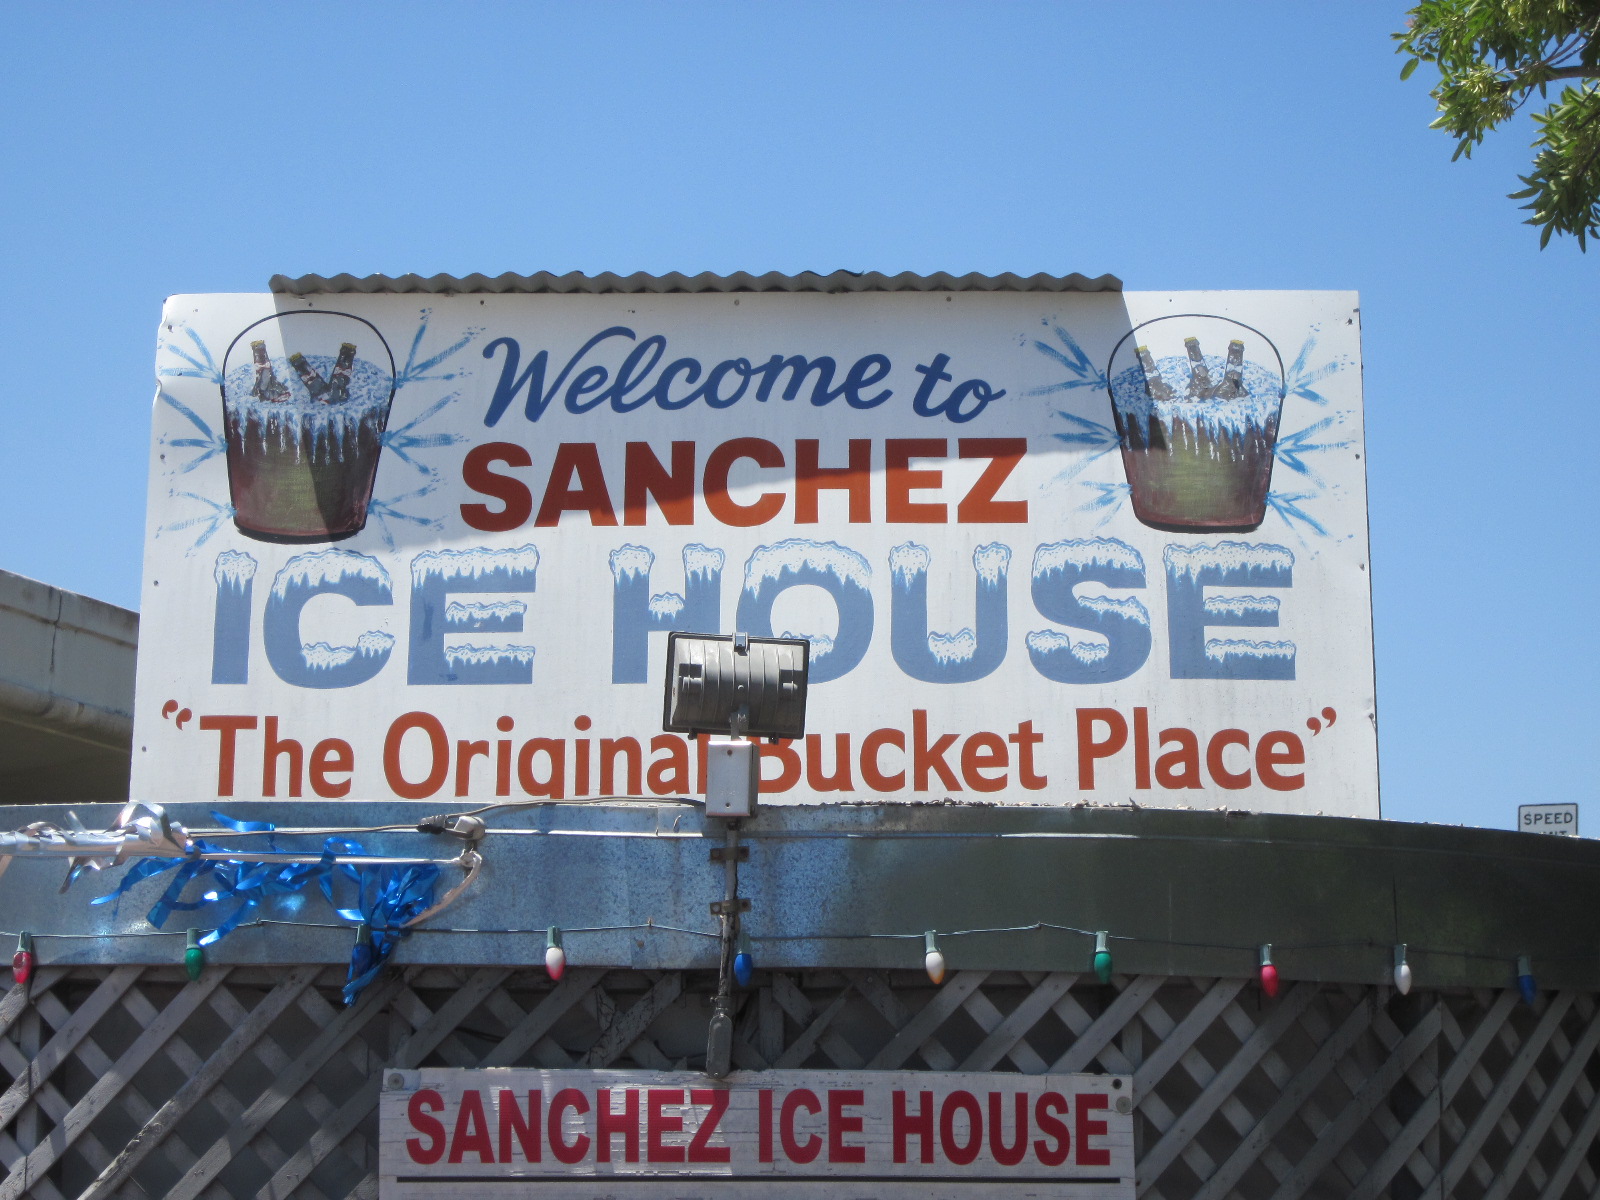 Welcome to
SANCHEZ
ICE HOUSE
“The Original Bucket Place”
SPEED
SANCHEZ ICE HOUSE